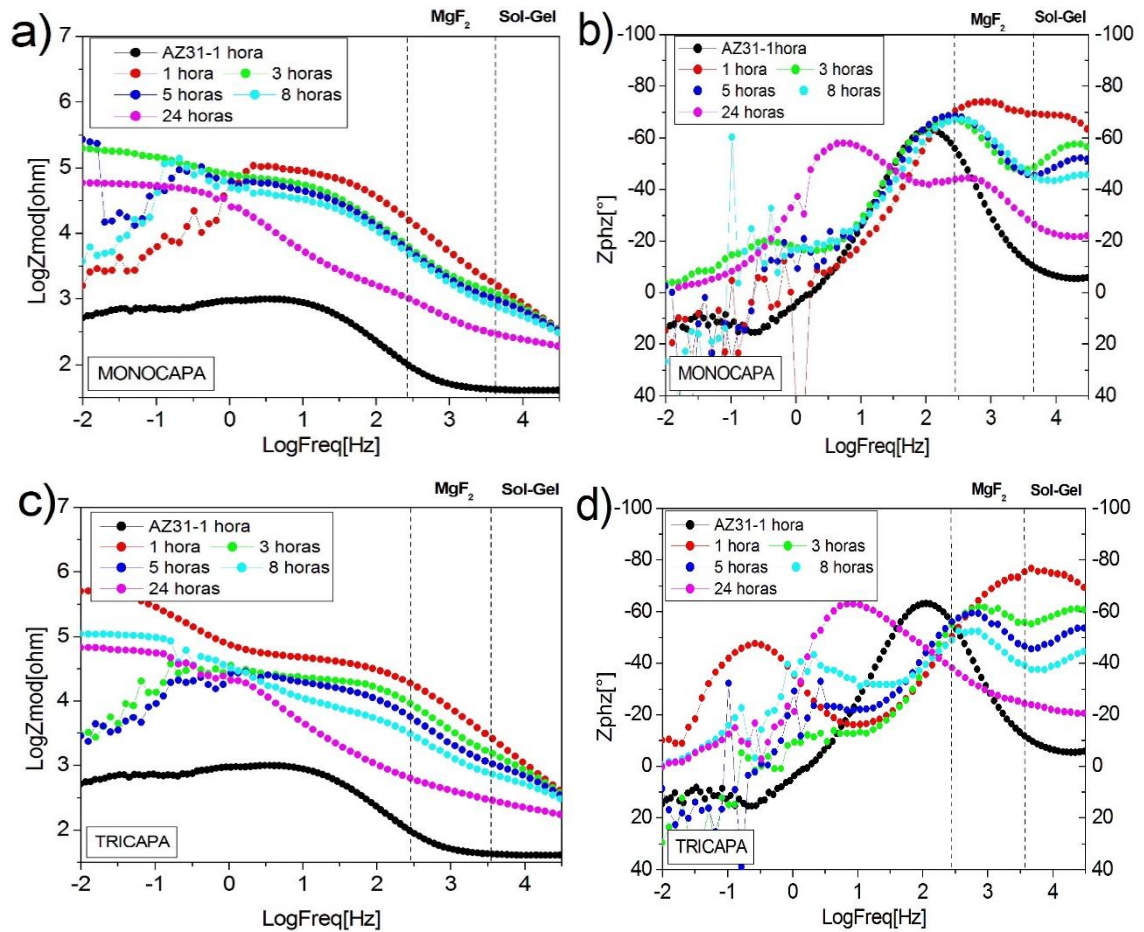 a)
MgF2 Sol-Gel
AZ31-1 hora
1 hora 3 horas
5 horas 8 horas
24 horas
7
6
5
4
3
2
LogZmod[ohm]
MONOCAPA
-2 -1 0 1 2 3 4
LogFreq[Hz]
b)
MgF2 Sol-Gel
AZ31-1hora
1 hora 3 horas
5 horas 8 horas
24 horas
-100 -100
-80 -80
-60 -60
-40 -40
-20 -20
0 0
20 20
40 40
Zphz[°]
MONOCAPA
-2 -1 0 1 2 3 4
LogFreq[Hz]
c)
MgF2 Sol-Gel
AZ31-1 hora
1 hora 3 horas
5 horas 8 horas
24 horas
7
6
5
4
3
2
LogZmod[ohm]
TRICAPA
-2 -1 0 1 2 3 4
LogFreq[Hz]
d)
MgF2 Sol-Gel
AZ31-1 hora
1 hora 3 horas
5 horas 8 horas
24 horas
-100 -100
-80 -80
-60 -60
-40 -40
-20 -20
0 0
20 20
40 40
Zphz[°]
TRICAPA
-2 -1 0 1 2 3 4
LogFreq[Hz]